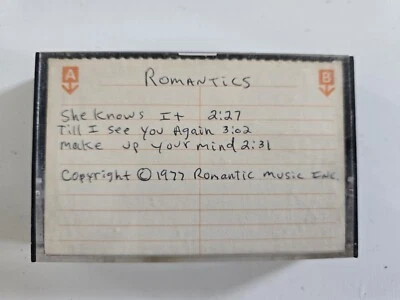 A
B
ROMANTICS
She Knows It 2:27
Till I see you Again 3:02
Make up your mind 2:31
Copyright © 1977 Romantic Music Inc.